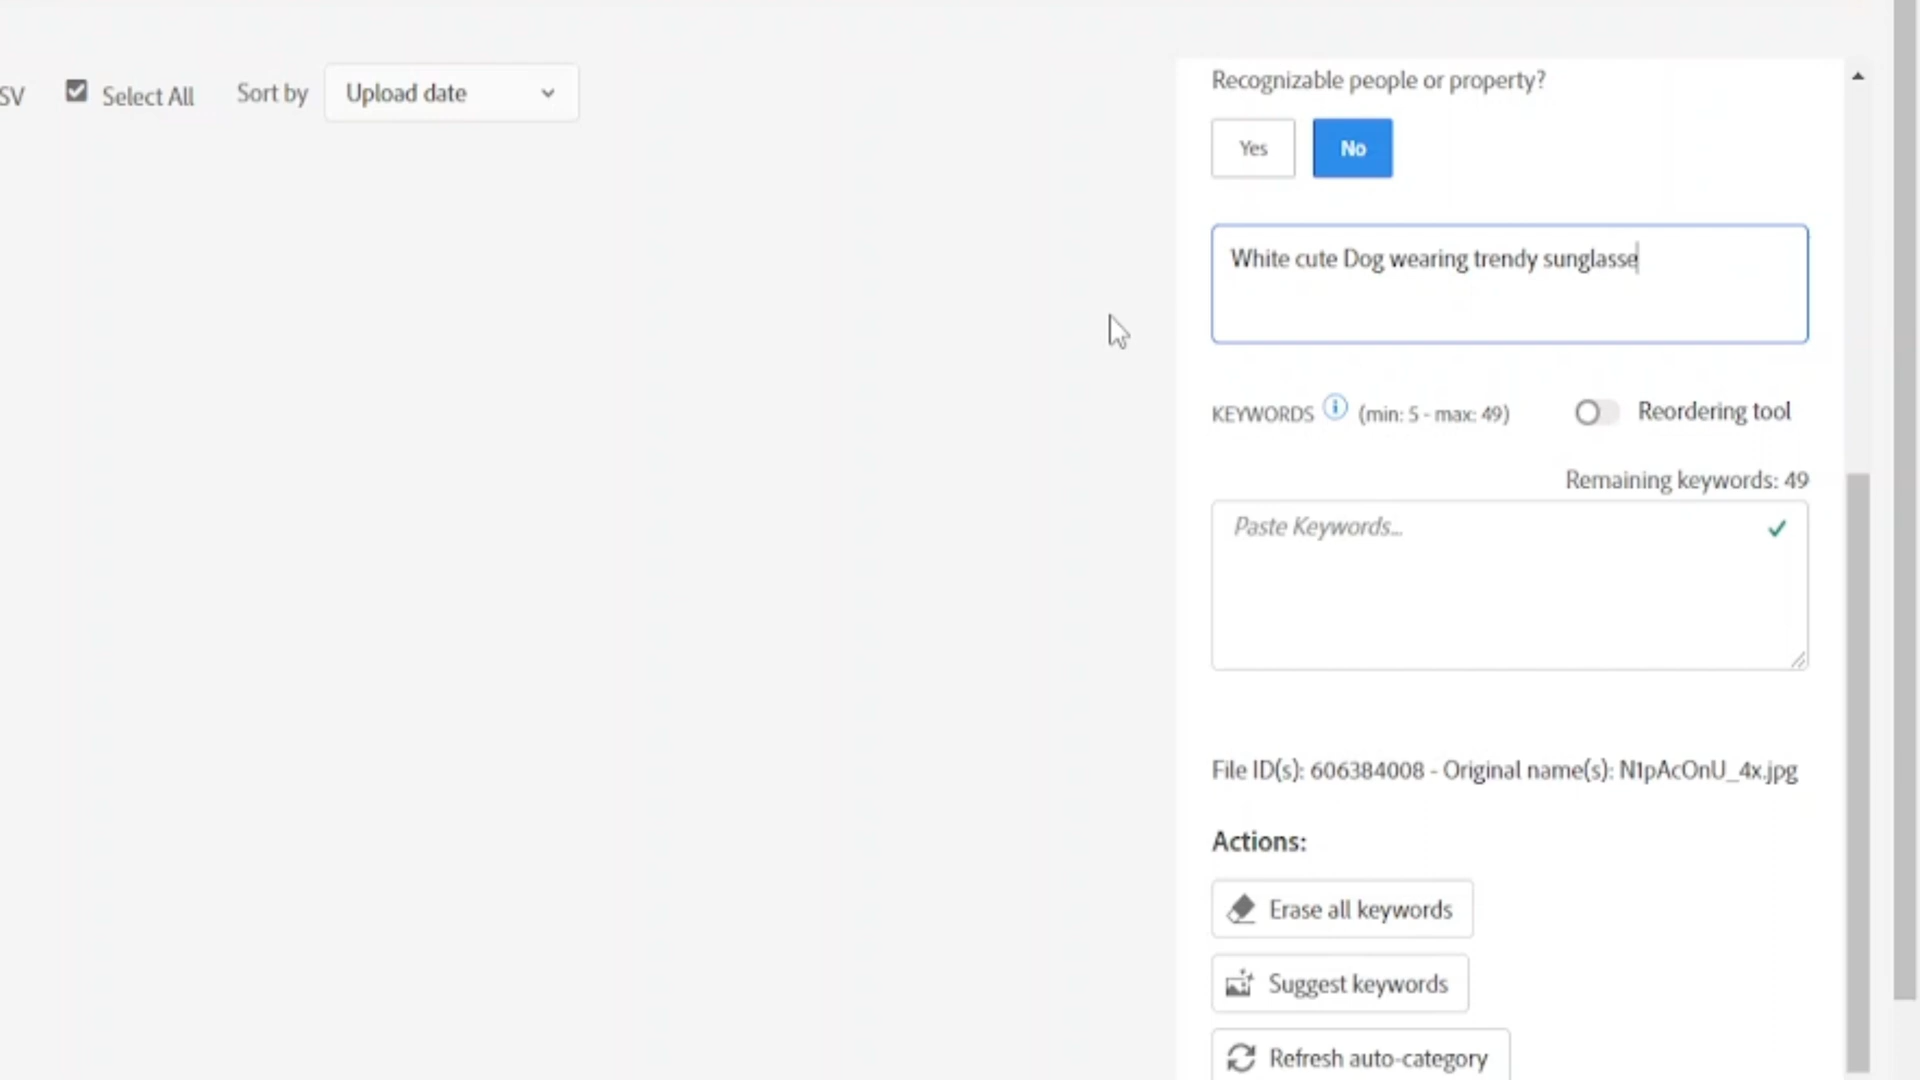 SV
Select All
Sort by
Upload date
Recognizable people or property?
Yes
No
White cute Dog wearing trendy sunglasse
KEYWORDS (min: 5 - max: 49)
Reordering tool
Remaining keywords: 49
Paste Keywords...
File ID(s): 606384008 - Original name(s): N1pAcOnU_4x.jpg
Actions:
Erase all keywords
Suggest keywords
Refresh auto-category